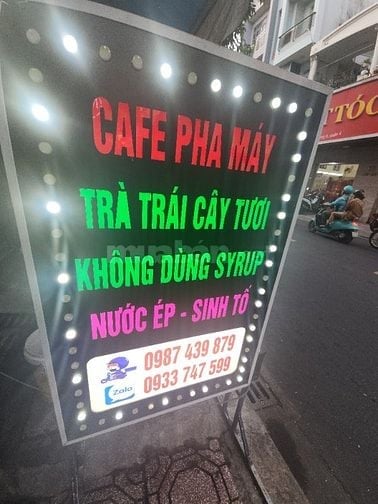 CAFE PHA MÁY
TRÀ TRÁI CÂY TƯƠI
KHÔNG DÙNG SYRUP
NƯỚC ÉP - SINH TỐ
0987 439 879
Zalo
0933 747 599
TÓC